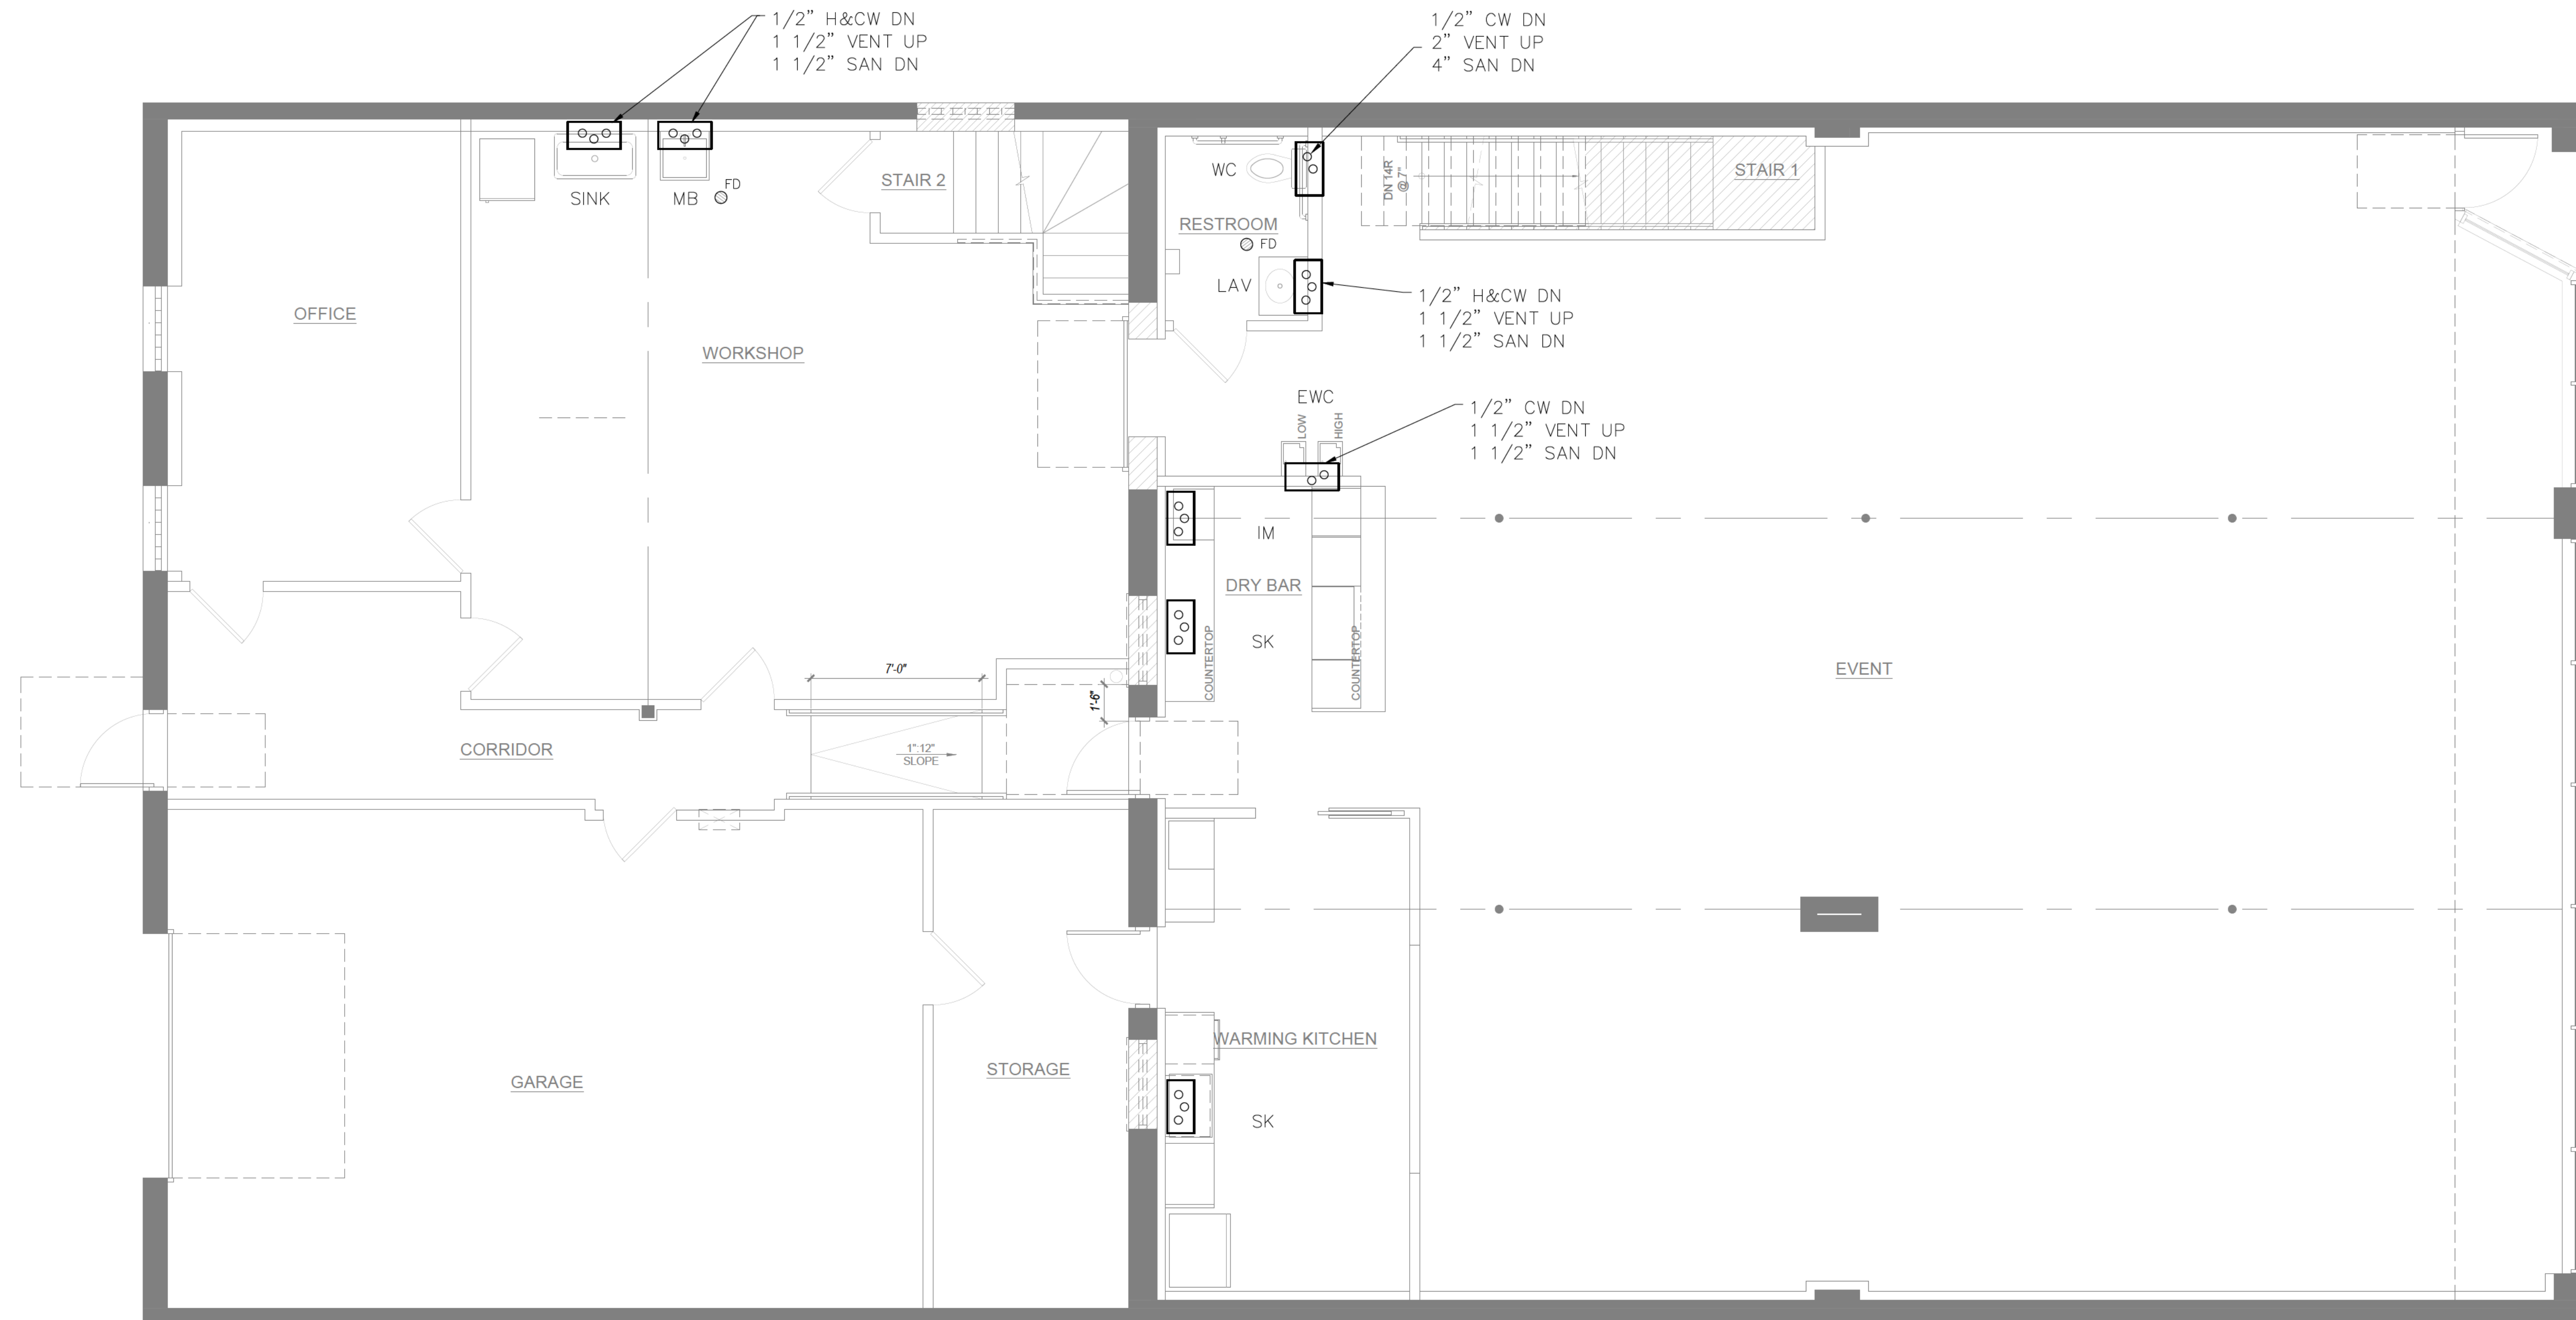 1/2" H&CW DN
1 1/2" VENT UP
1 1/2" SAN DN
1/2" CW DN
2" VENT UP
4" SAN DN
SINK
MB
FD
STAIR 2
WC
RESTROOM
FD
LAV
DN 14R
@ 7"
STAIR 1
OFFICE
WORKSHOP
1/2" H&CW DN
1 1/2" VENT UP
1 1/2" SAN DN
EWC
LOW
HIGH
1/2" CW DN
1 1/2" VENT UP
1 1/2" SAN DN
IM
DRY BAR
SK
COUNTERTOP
COUNTERTOP
EVENT
7'-0"
1'-6"
CORRIDOR
1":12"
SLOPE
GARAGE
STORAGE
WARMING KITCHEN
SK